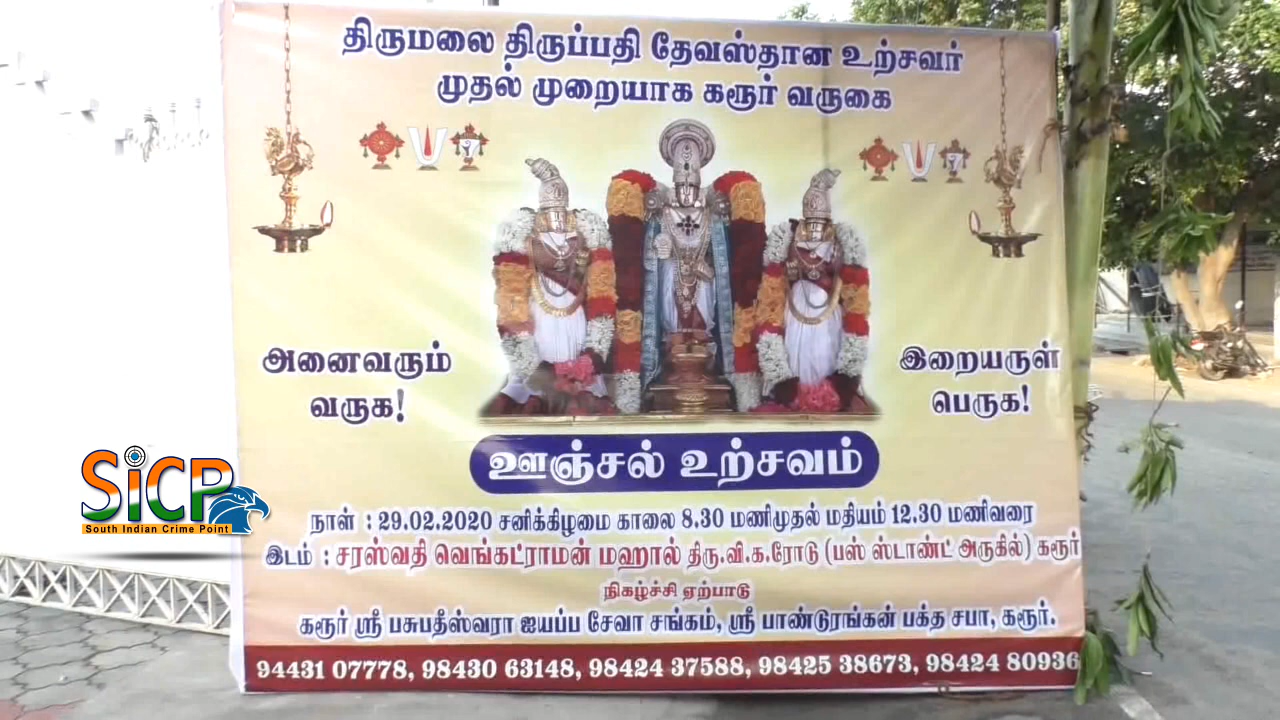 திருமலை திருப்பதி தேவஸ்தான உற்சவர்
முதல் முறையாக கரூர் வருகை
அனைவரும்
வருக!
இறையருள்
பெருக!
ஊஞ்சல் உற்சவம்
நாள் : 29.02.2020 சனிக்கிழமை காலை 8.30 மணிமுதல் மதியம் 12.30 மணிவரை
இடம் : சரஸ்வதி வெங்கட்ராமன் மஹால் திரு.வி.க.ரோடு (பஸ் ஸ்டாண்ட் அருகில்) கரூர்
நிகழ்ச்சி ஏற்பாடு
கரூர் ஸ்ரீ பசுபதீஸ்வரா ஐயப்ப சேவா சங்கம், ஸ்ரீ பாண்டுரங்கன் பக்த சபா, கரூர்.
94431 07778, 98430 63148, 98424 37588, 98425 38673, 98424 80936
SiCP
South Indian Crime Point